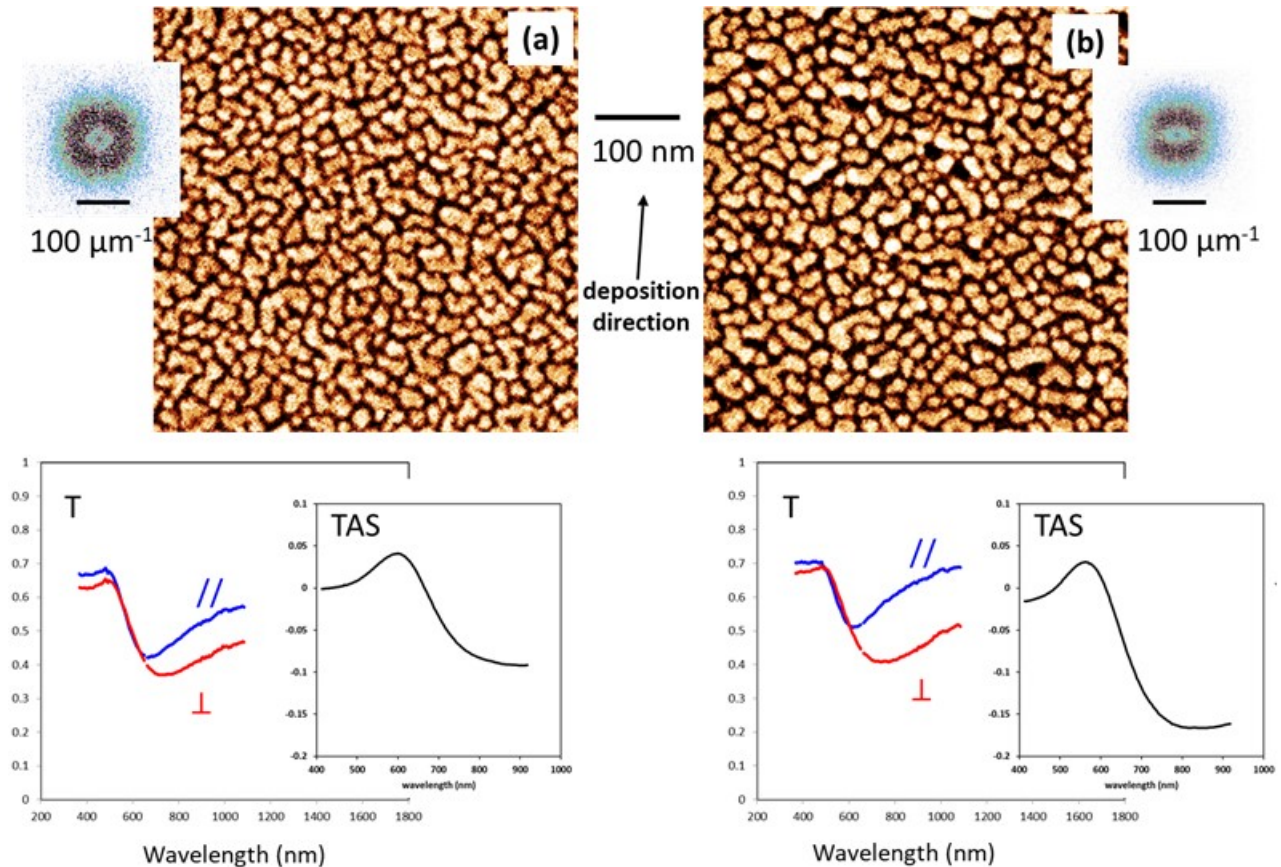 (a)
(b)
100 nm
100 μm-1
100 μm-1
deposition
direction
1
0.9
0.8
0.7
0.6
0.5
0.4
0.3
0.2
0.1
0
T
//
⊥
200 400 600 800 1000 1200 1400 1600 1800
Wavelength (nm)
TAS
0.1
0.05
0
-0.05
-0.1
-0.15
-0.2
400 500 600 700 800 900 1000
wavelength (nm)
1
0.9
0.8
0.7
0.6
0.5
0.4
0.3
0.2
0.1
0
T
//
⊥
200 400 600 800 1000 1200 1400 1600 1800
Wavelength (nm)
TAS
0.1
0.05
0
-0.05
-0.1
-0.15
-0.2
400 500 600 700 800 900 1000
wavelength (nm)